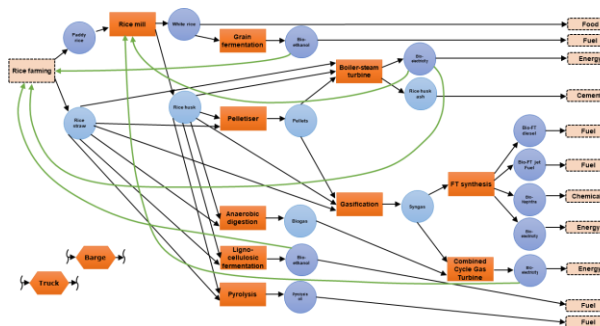 Paddy
rice
Rice mill
White rice
Food
Grain
fermentation
Bio-
ethanol
Fuel
Rice farming
Boiler-steam
turbine
Bio-
electricity
Energy
Rice husk
Rice husk
ash
Cement
Rice
straw
Pelletiser
Pellets
Bio-FT
diesel
Fuel
Bio-FT jet
Fuel
Fuel
FT synthesis
Gasification
Syngas
Bio-
naphtha
Chemical
Anaerobic
digestion
Biogas
Bio-
electricity
Energy
Barge
Ligno-
cellulosic
fermentation
Bio-
ethanol
Combined
Cycle Gas
Turbine
Bio-
electricity
Energy
Truck
Pyrolysis
Fuel
Fuel